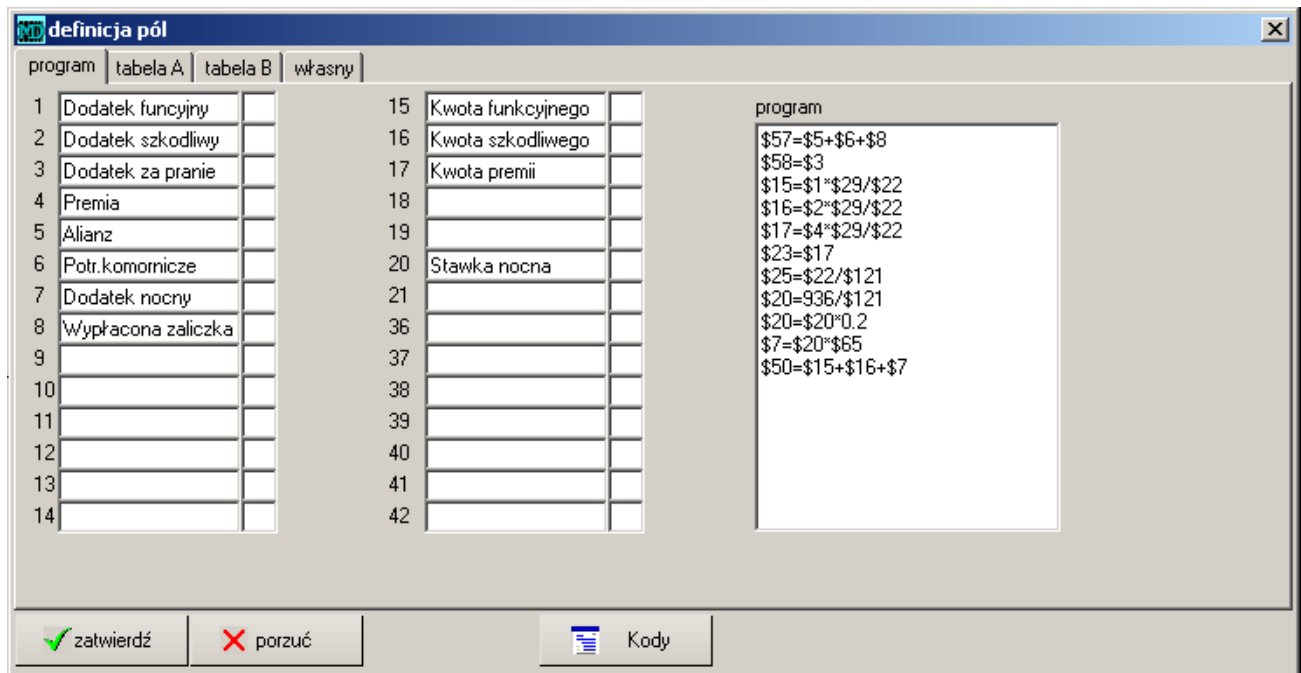 MD definicja pól
program tabela A tabela B własny
1 Dodatek funcyjny
2 Dodatek szkodliwy
3 Dodatek za pranie
4 Premia
5 Alianz
6 Potr.komornicze
7 Dodatek nocny
8 Wypłacona zaliczka
9
10
11
12
13
14
15 Kwota funkcyjnego
16 Kwota szkodliwego
17 Kwota premii
18
19
20 Stawka nocna
21
36
37
38
39
40
41
42
program
$57=$5+$6+$8
$58=$3
$15=$1*$29/$22
$16=$2*$29/$22
$17=$4*$29/$22
$23=$17
$25=$22/$121
$20=936/$121
$20=$20*0.2
$7=$20*$65
$50=$15+$16+$7
zatwierdź porzuć Kody